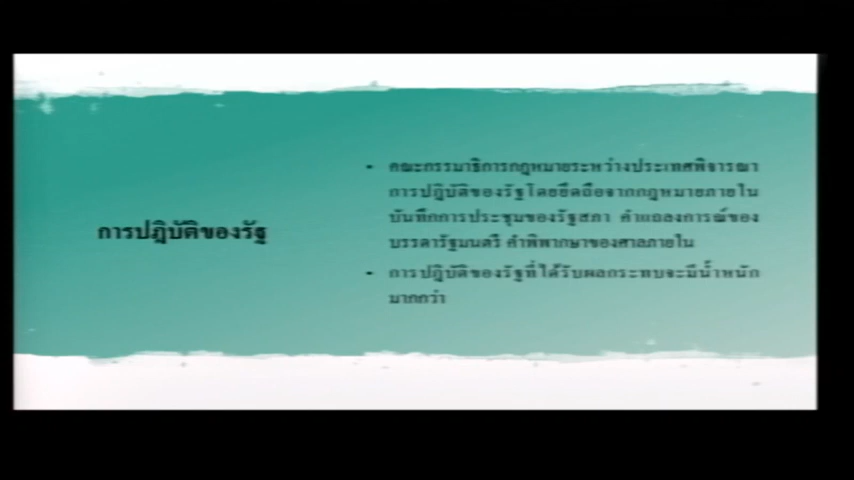 การปฏิบัติของรัฐ
• คณะกรรมาธิการกฎหมายระหว่างประเทศพิจารณา
การปฏิบัติของรัฐโดยยึดถือจากกฎหมายภายใน
บันทึกการประชุมของรัฐสภา คำแถลงการณ์ของ
บรรดารัฐมนตรี คำพิพากษาของศาลภายใน
• การปฏิบัติของรัฐที่ได้รับผลกระทบจะมีน้ำหนัก
มากกว่า